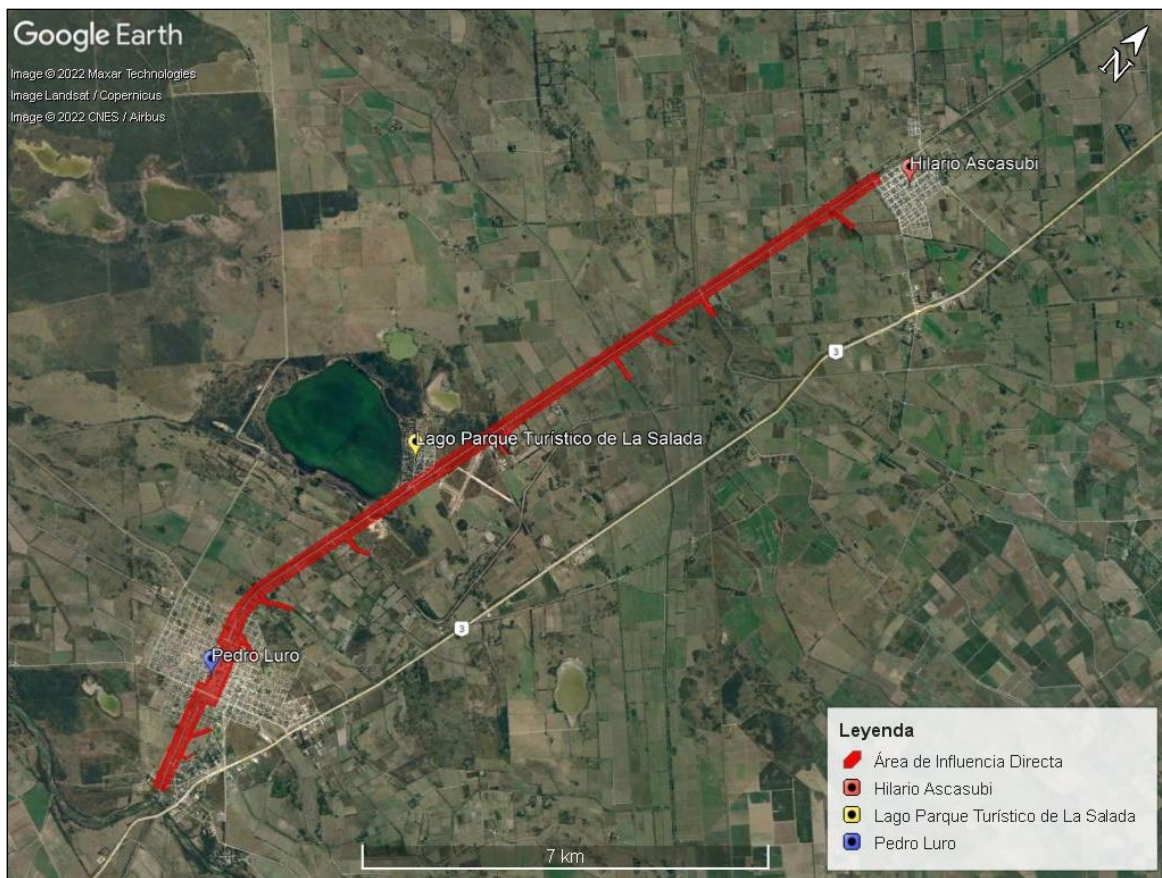 Google Earth
Image © 2022 Maxar Technologies
Image Landsat / Copernicus
Image © 2022 CNES / Airbus
N
Hilario Ascasubi
3
Lago Parque Turístico de La Salada
3
Pedro Luro
Leyenda
Área de Influencia Directa
Hilario Ascasubi
Lago Parque Turístico de La Salada
Pedro Luro
7 km